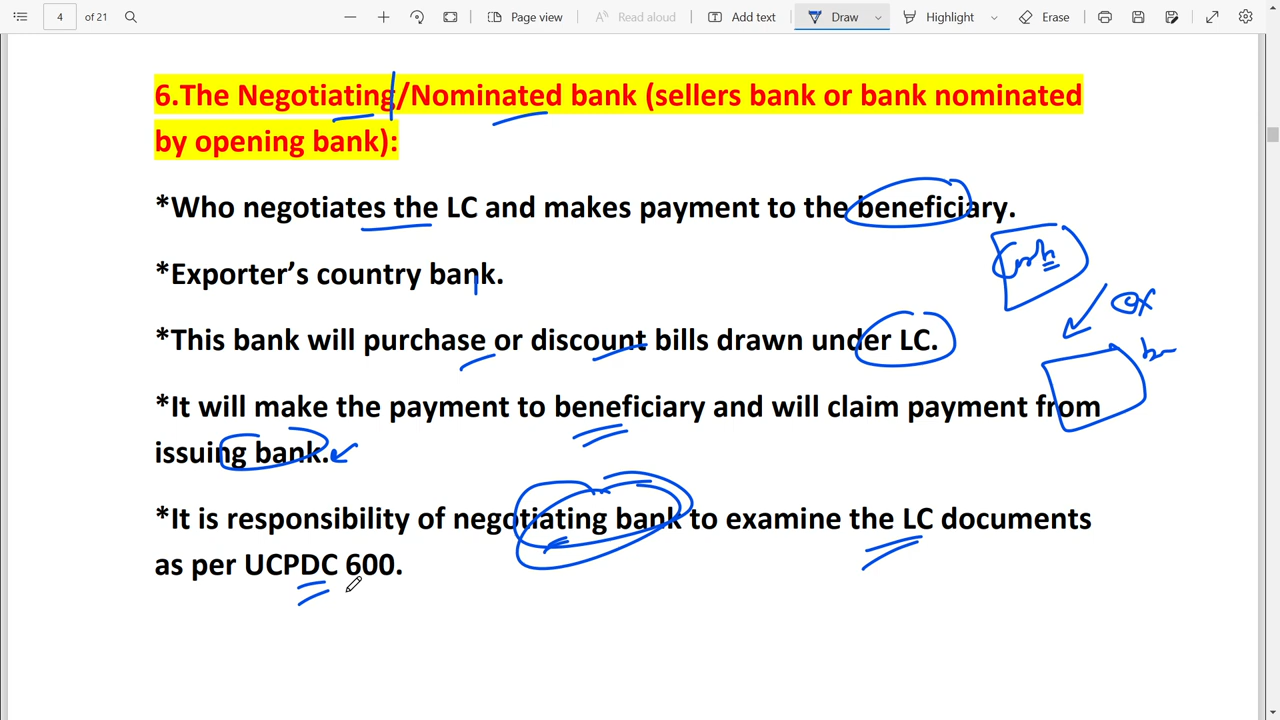 4 of 21
Page view
Read aloud
Add text
Draw
Highlight
Erase
6.The Negotiating/Nominated bank (sellers bank or bank nominated
by opening bank):
*Who negotiates the LC and makes payment to the beneficiary.
*Exporter’s country bank.
*This bank will purchase or discount bills drawn under LC.
*It will make the payment to beneficiary and will claim payment from
issuing bank.
*It is responsibility of negotiating bank to examine the LC documents
as per UCPDC 600.